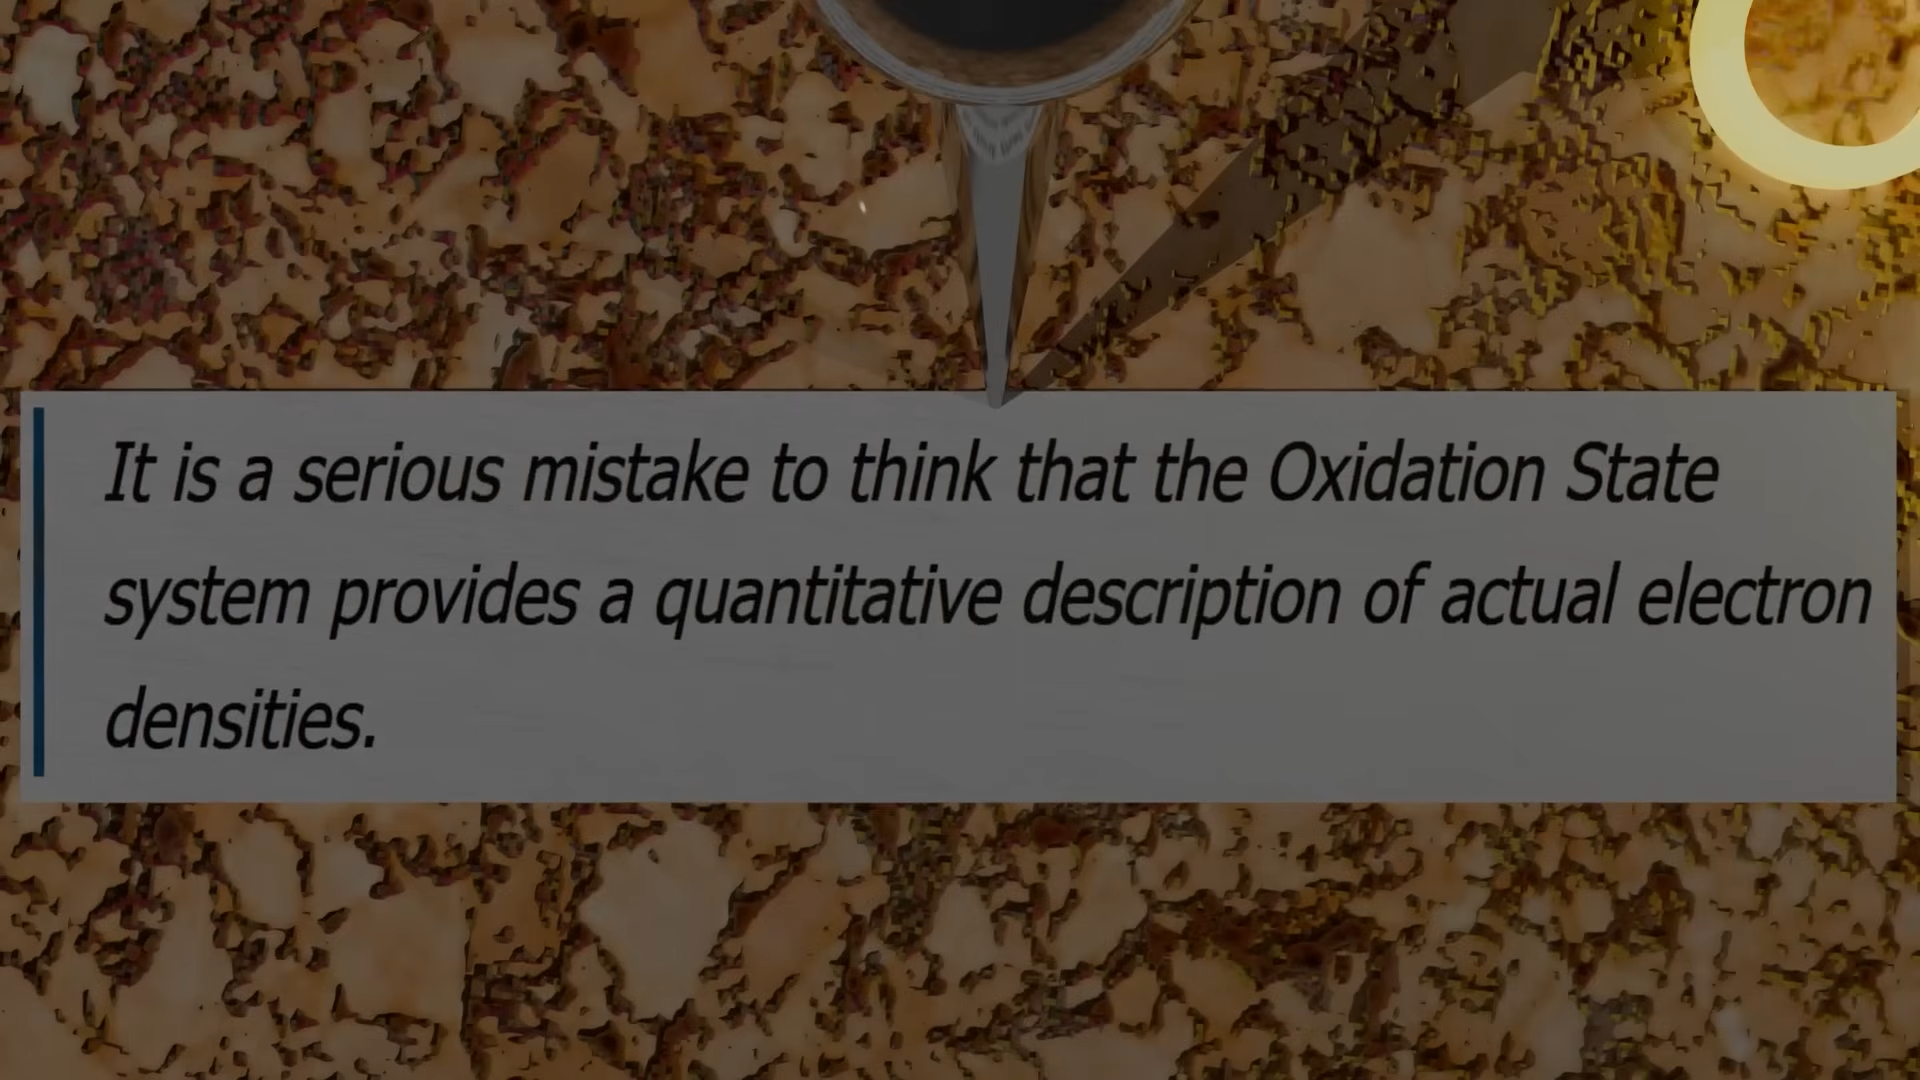 It is a serious mistake to think that the Oxidation State
system provides a quantitative description of actual electron
densities.